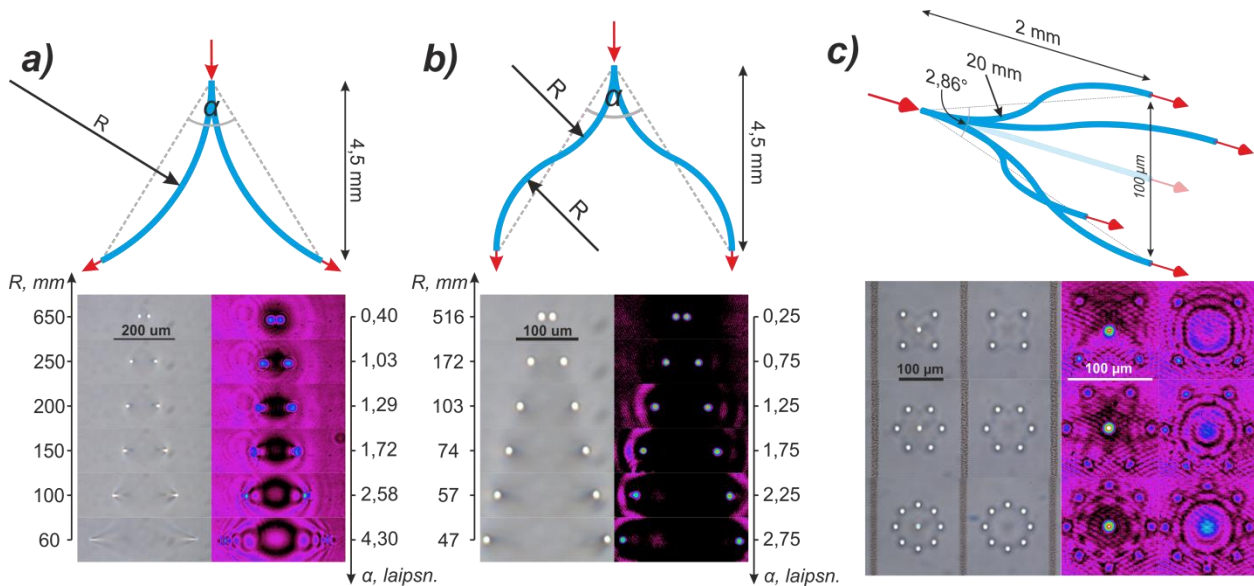 a)
α
R
4,5 mm
R, mm
650
250
200
150
100
60
200 um
0,40
1,03
1,29
1,72
2,58
4,30
α, laipsn.
b)
R
α
R
4,5 mm
R, mm
516
172
103
74
57
47
100 um
0,25
0,75
1,25
1,75
2,25
2,75
α, laipsn.
c)
2 mm
20 mm
2,86°
100 µm
100 µm
100 µm